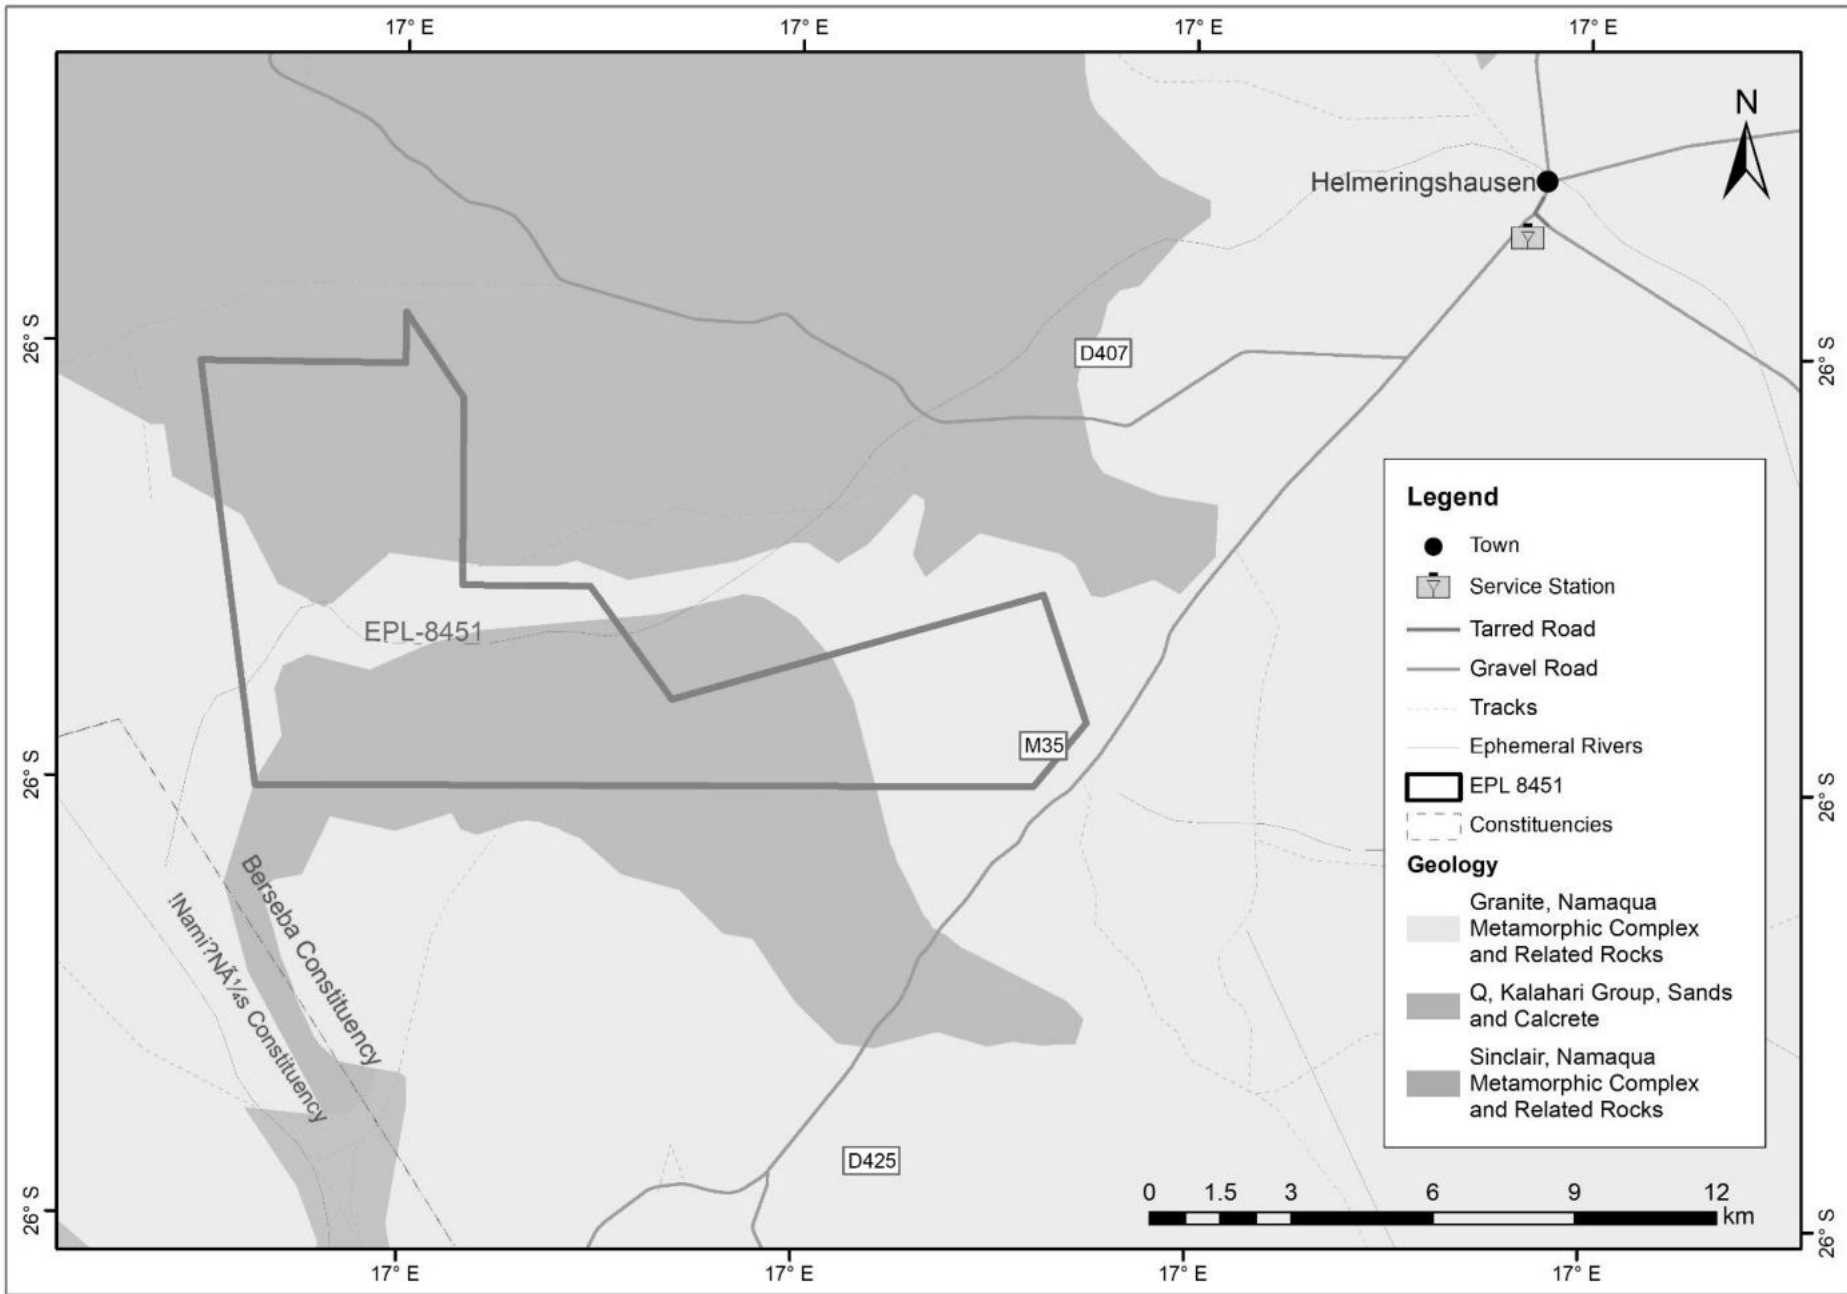 17° E
17° E
17° E
17° E
N
Helmeringshausen
26° S
26° S
D407
Legend
Town
Service Station
Tarred Road
Gravel Road
Tracks
Ephemeral Rivers
EPL 8451
Constituencies
Geology
Granite, Namaqua
Metamorphic Complex
and Related Rocks
Q, Kalahari Group, Sands
and Calcrete
Sinclair, Namaqua
Metamorphic Complex
and Related Rocks
EPL-8451
M35
26° S
26° S
Berseba Constituency
!Nami?NÃ¼s Constituency
D425
0 1.5 3 6 9 12
km
26° S
26° S
17° E
17° E
17° E
17° E